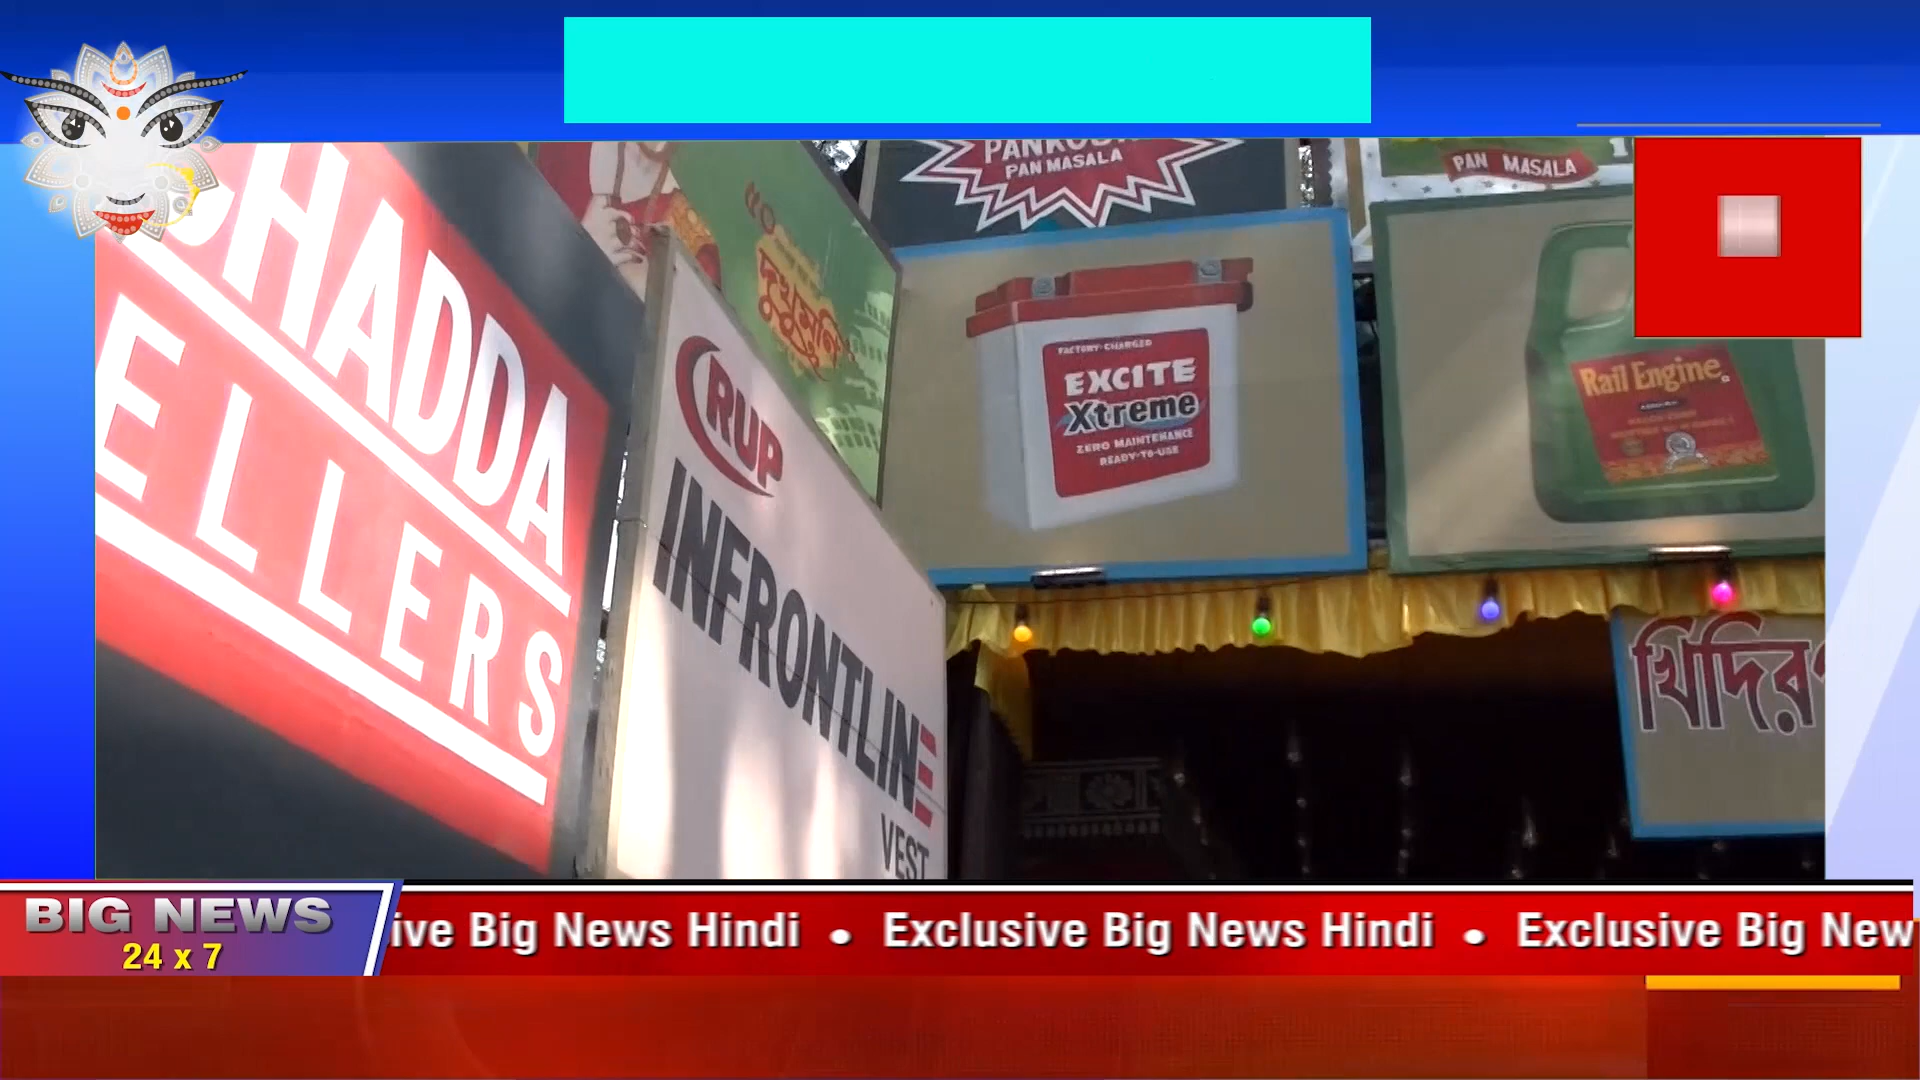 PAN MASALA
PAN MASALA
HADDA
ELLERS
RUP
INFRONTLINE
VEST
দুখুমনি
FACTORY-CHARGED
EXCITE
Xtreme
ZERO MAINTENANCE
READY-TO-USE
Rail Engine
খিদির
BIG NEWS
24 x 7
ive Big News Hindi • Exclusive Big News Hindi • Exclusive Big New